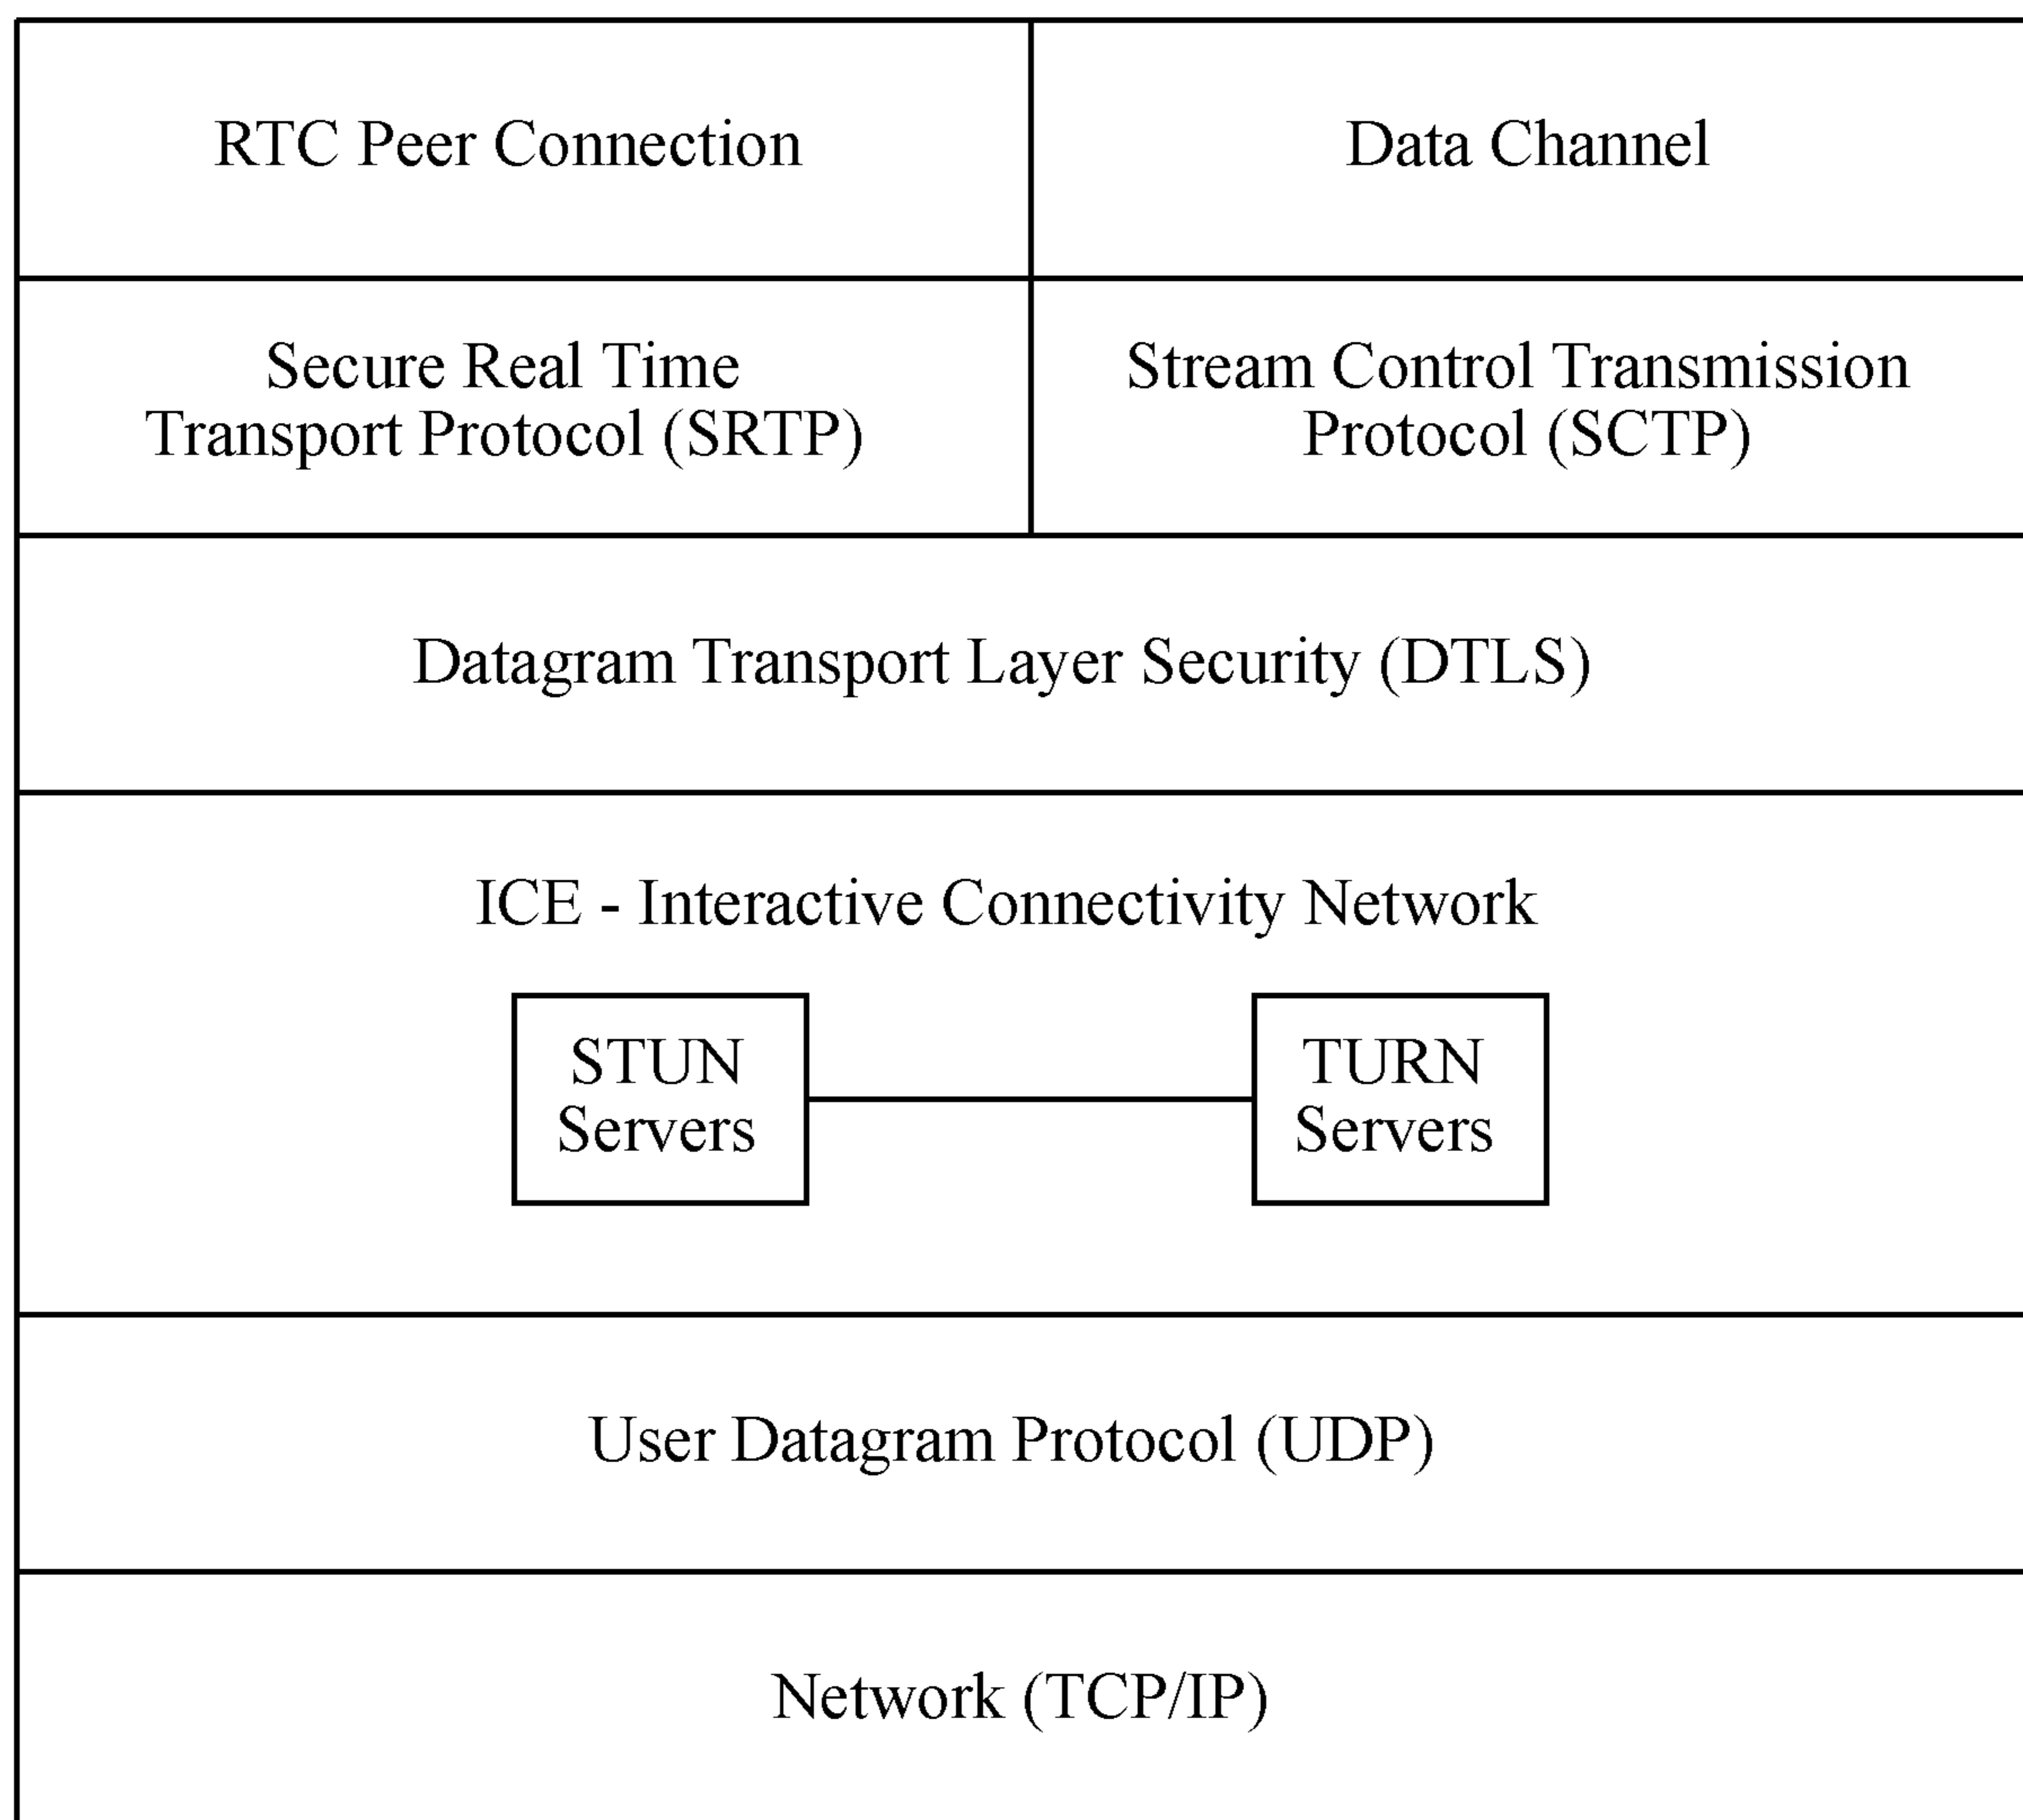 RTC Peer Connection
Data Channel
Secure Real Time
Transport Protocol (SRTP)
Stream Control Transmission
Protocol (SCTP)
Datagram Transport Layer Security (DTLS)
ICE - Interactive Connectivity Network
STUN
Servers
TURN
Servers
User Datagram Protocol (UDP)
Network (TCP/IP)